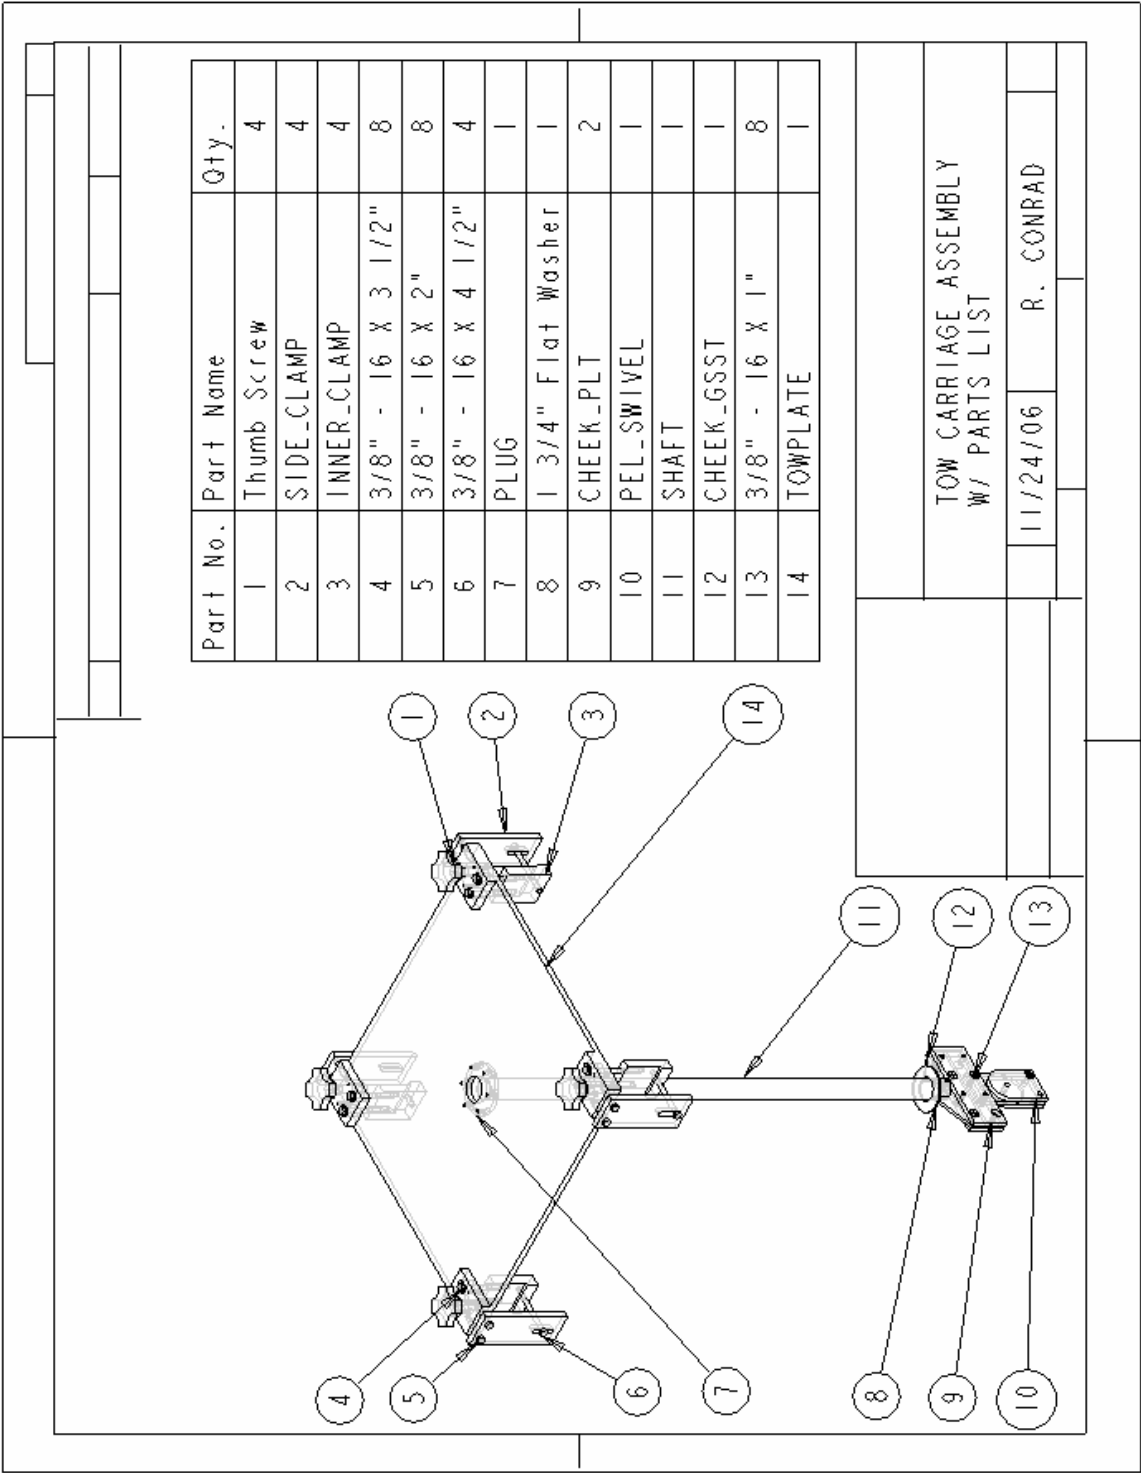 Part No. Part Name Qty.
1 Thumb Screw 4
2 SIDE_CLAMP 4
3 INNER_CLAMP 4
4 3/8" - 16 X 3 1/2" 8
5 3/8" - 16 X 2" 8
6 3/8" - 16 X 4 1/2" 4
7 PLUG 1
8 1 3/4" Flat Washer 1
9 CHEEK_PLT 2
10 PEL_SWIVEL 1
11 SHAFT 1
12 CHEEK_GSST 1
13 3/8" - 16 X 1" 8
14 TOWPLATE 1
1
2
3
14
4
5
6
7
11
12
13
8
9
10
TOW CARRIAGE ASSEMBLY
W/ PARTS LIST
11/24/06 R. CONRAD